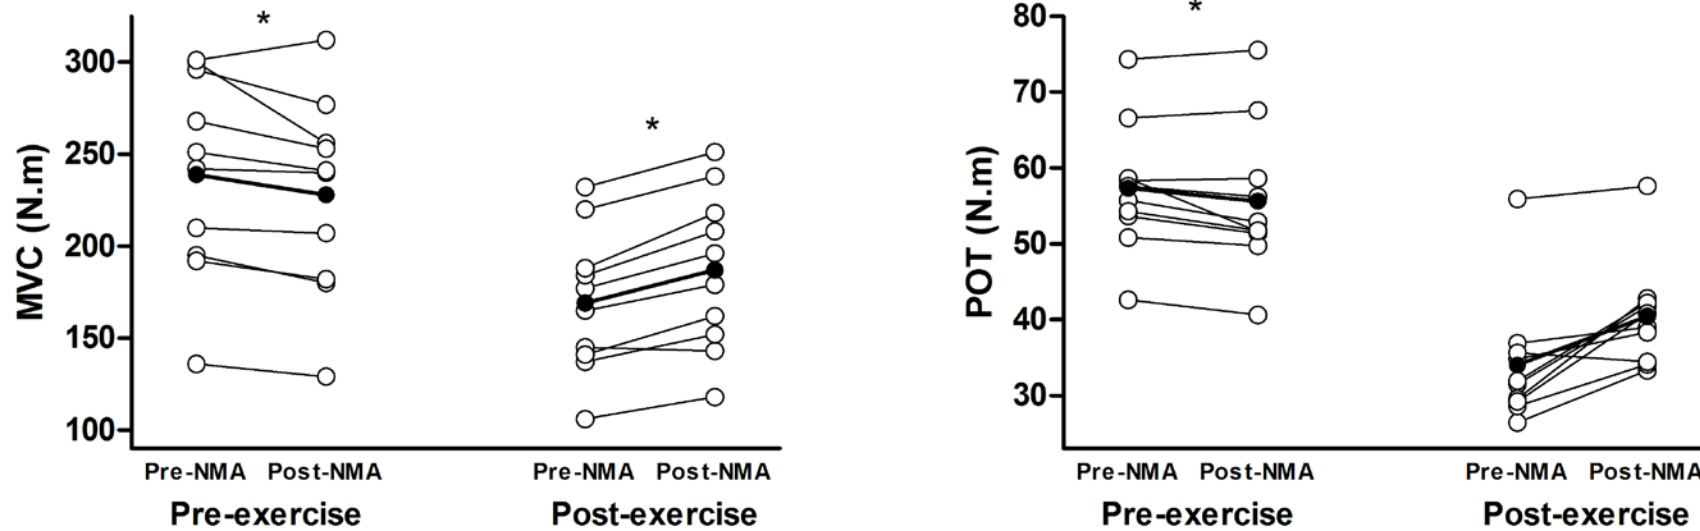 *
MVC (N.m)
300
250
200
150
100
*
Pre-NMA Post-NMA
Pre-NMA Post-NMA
Pre-exercise
Post-exercise
*
POT (N.m)
80
70
60
50
40
30
Pre-NMA Post-NMA
Pre-NMA Post-NMA
Pre-exercise
Post-exercise